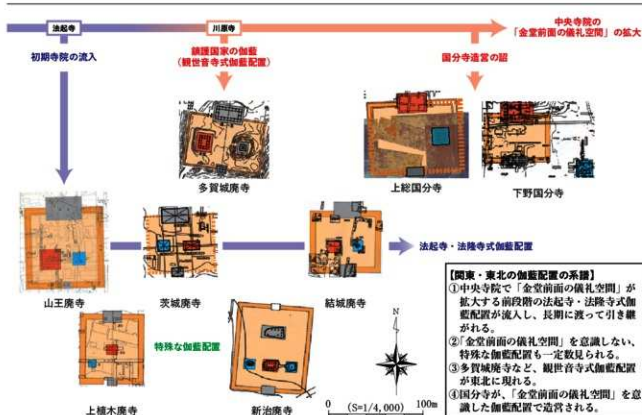 法起寺
川原寺
中央寺院の
「金堂前面の儀礼空間」の拡大
初期寺院の流入
鎮護国家の伽藍
(観世音寺式伽藍配置)
国分寺造営の詔
多賀城廃寺
上総国分寺
下野国分寺
山王廃寺
茨城廃寺
結城廃寺
法起寺・法隆寺式伽藍配置
特殊な伽藍配置
上植木廃寺
新治廃寺
N
0
(S=1/4,000)
100m
【関東・東北の伽藍配置の系譜】
①中央寺院で「金堂前面の儀礼空間」が
拡大する前段階の法起寺・法隆寺式伽
藍配置が流入し、長期に渡って引き継
がれる。
②「金堂前面の儀礼空間」を意識しない、
特殊な伽藍配置も一定数見られる。
③多賀城廃寺など、観世音寺式伽藍配置
が東北に現れる。
④国分寺が、「金堂前面の儀礼空間」を意
識した伽藍配置で造営される。